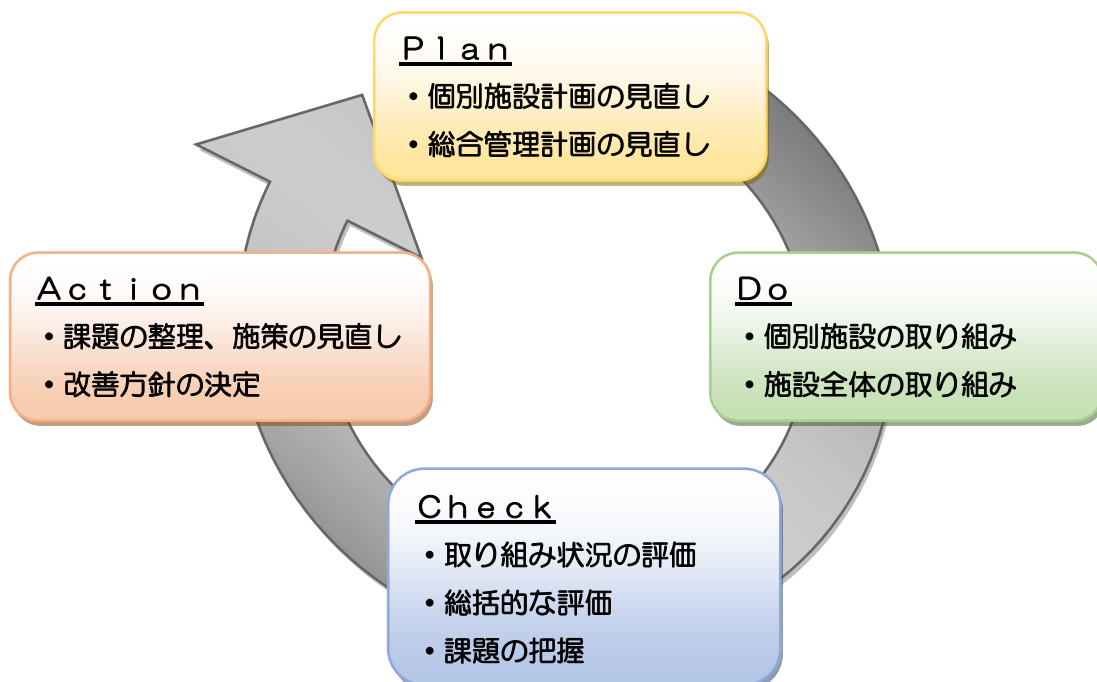 Ｐｌａｎ
・個別施設計画の見直し
・総合管理計画の見直し
Ｄｏ
・個別施設の取り組み
・施設全体の取り組み
Ｃｈｅｃｋ
・取り組み状況の評価
・総括的な評価
・課題の把握
Ａｃｔｉｏｎ
・課題の整理、施策の見直し
・改善方針の決定